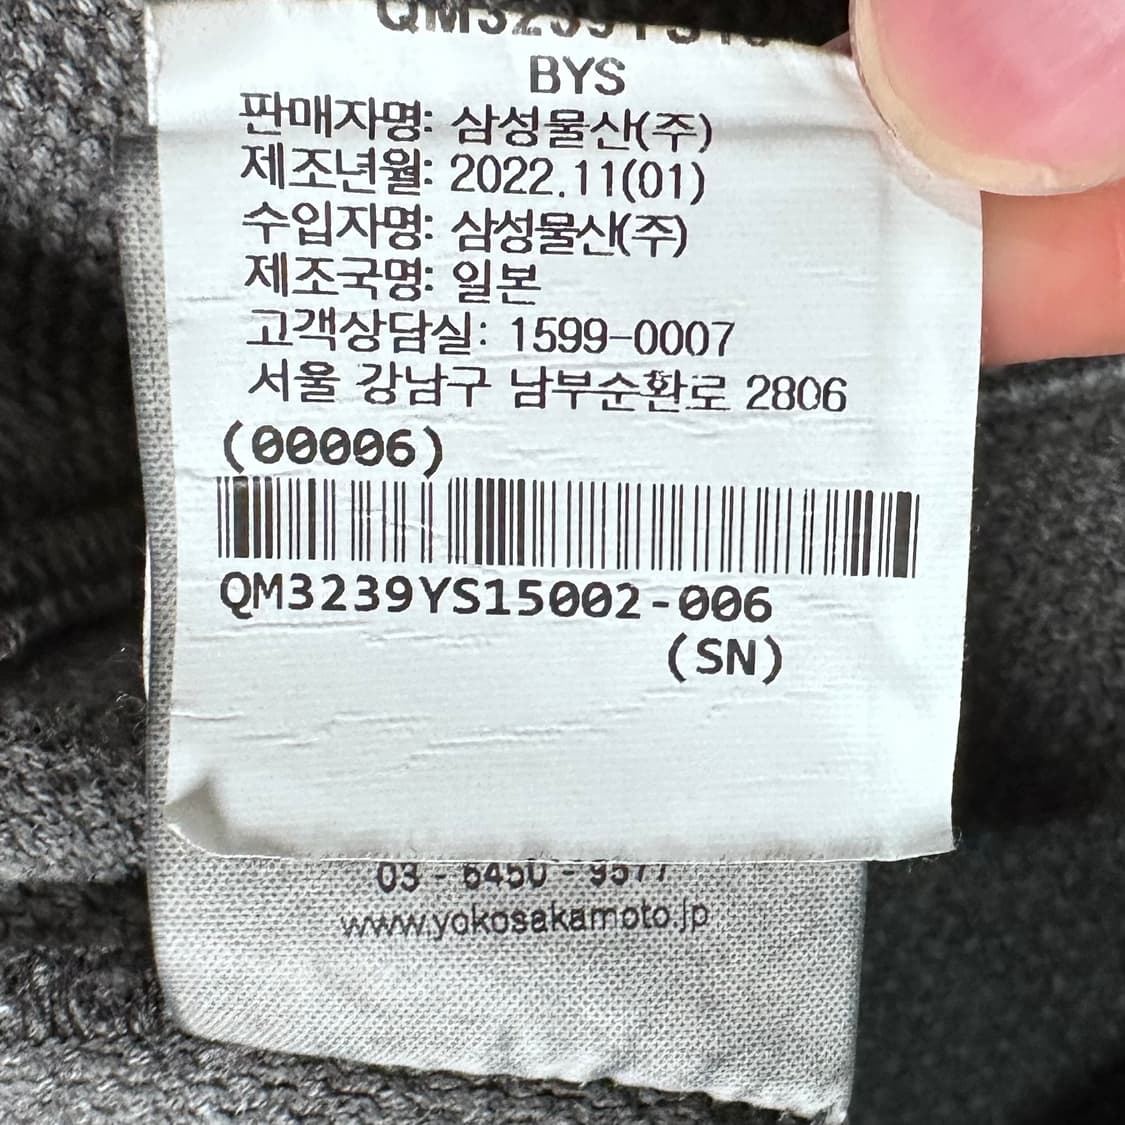 BYS
판매자명: 삼성물산(주)
제조년월: 2022.11(01)
수입자명: 삼성물산(주)
제조국명: 일본
고객상담실: 1599-0007
서울 강남구 남부순환로 2806
(00006)
QM3239YS15002-006
(SN)
03 - 6450 - 9577
www.yokosakamoto.jp